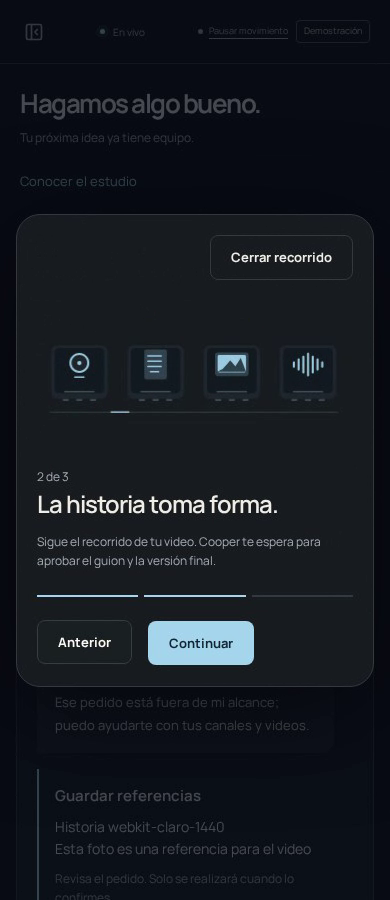 En vivo
Pausar movimiento
Demostración
Hagamos algo bueno.
Tu próxima idea ya tiene equipo.
Conocer el estudio
Cerrar recorrido
2 de 3
La historia toma forma.
Sigue el recorrido de tu video. Cooper te espera para
aprobar el guion y la versión final.
Anterior
Continuar
Ese pedido está fuera de mi alcance;
puedo ayudarte con tus canales y videos.
Guardar referencias
Historia webkit-claro-1440
Esta foto es una referencia para el video
Revisa el pedido. Solo se realizará cuando lo
confirmes.